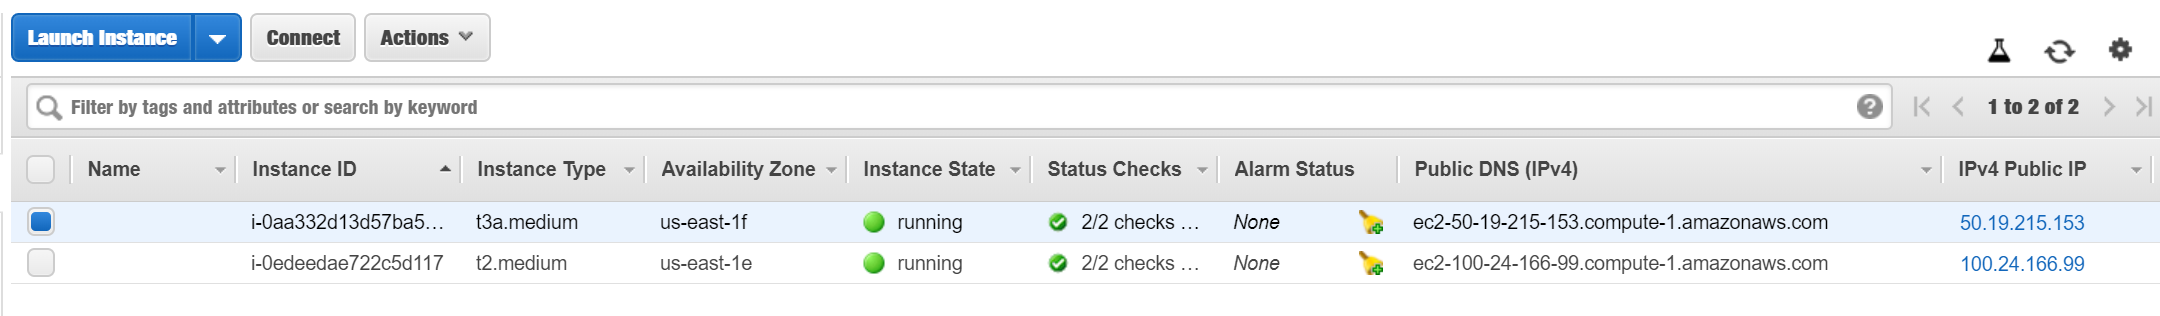 Launch Instance Connect Actions
Filter by tags and attributes or search by keyword ? 1 to 2 of 2
Name Instance ID Instance Type Availability Zone Instance State Status Checks Alarm Status Public DNS (IPv4) IPv4 Public IP
i-0aa332d13d57ba5... t3a.medium us-east-1f running 2/2 checks ... None ec2-50-19-215-153.compute-1.amazonaws.com 50.19.215.153
i-0edeedae722c5d117 t2.medium us-east-1e running 2/2 checks ... None ec2-100-24-166-99.compute-1.amazonaws.com 100.24.166.99